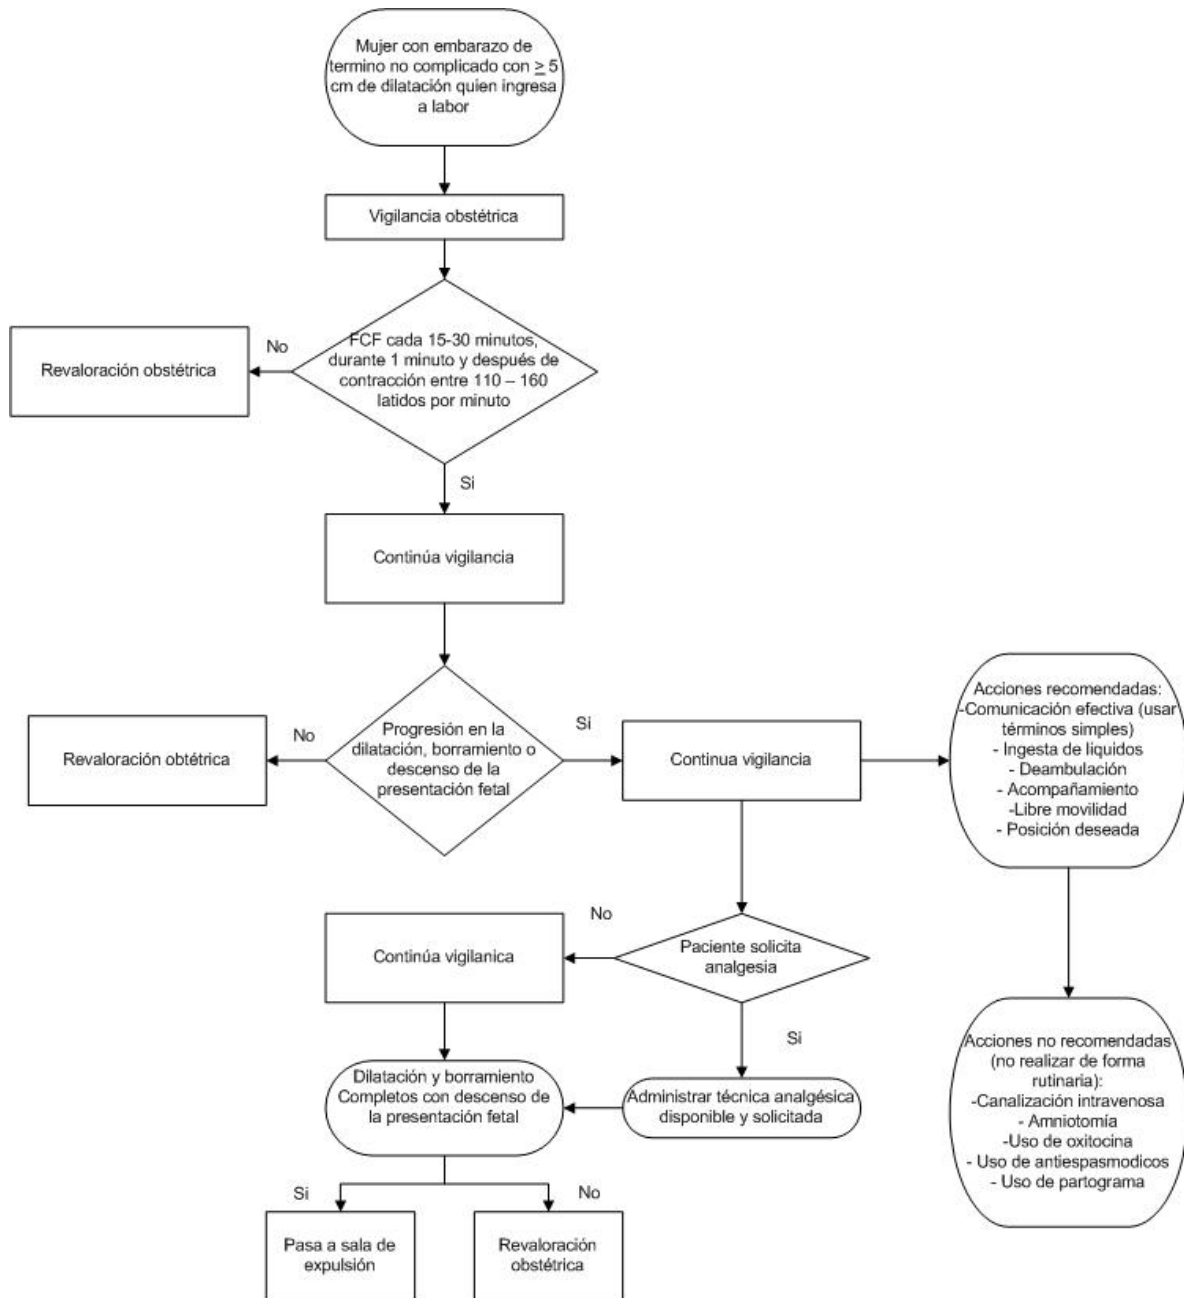 Mujer con embarazo de
termino no complicado con ≥ 5
cm de dilatación quien ingresa
a labor
Vigilancia obstétrica
FCF cada 15-30 minutos,
durante 1 minuto y después de
contracción entre 110 – 160
latidos por minuto
No
Revaloración obstétrica
Si
Continúa vigilancia
Progresión en la
dilatación, borramiento o
descenso de la
presentación fetal
No
Revaloración obtétrica
Si
Continua vigilancia
Acciones recomendadas:
-Comunicación efectiva (usar
términos simples)
- Ingesta de liquidos
- Deambulación
- Acompañamiento
-Libre movilidad
- Posición deseada
Paciente solicita
analgesia
No
Continúa vigilanica
Si
Administrar técnica analgésica
disponible y solicitada
Dilatación y borramiento
Completos con descenso de
la presentación fetal
Acciones no recomendadas
(no realizar de forma
rutinaria):
-Canalización intravenosa
- Amniotomía
-Uso de oxitocina
- Uso de antiespasmodicos
- Uso de partograma
Si
No
Pasa a sala de
expulsión
Revaloración
obstétrica